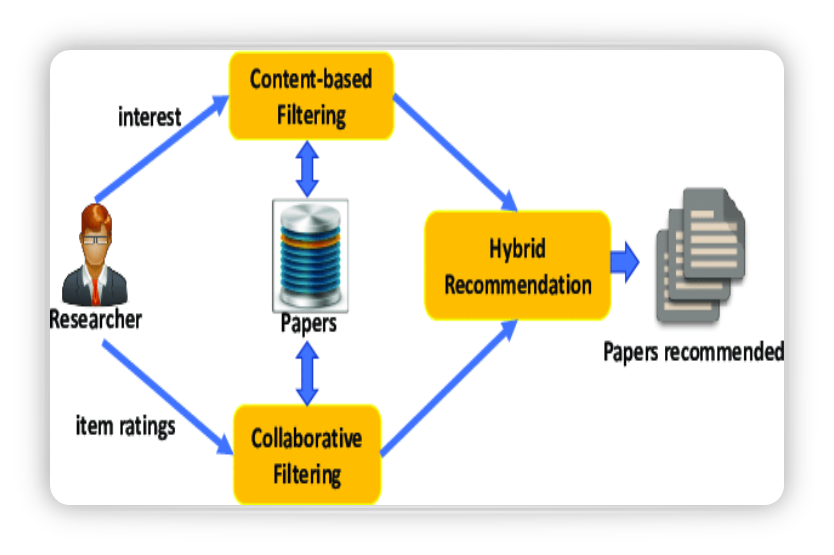 Content-based
Filtering
interest
Hybrid
Recommendation
Researcher
Papers
Papers recommended
item ratings
Collaborative
Filtering